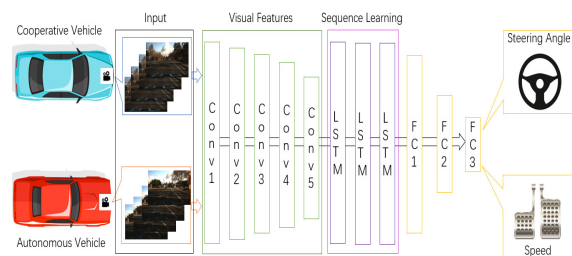 Input
Visual Features
Sequence Learning
Cooperative Vehicle
Steering Angle
Conv1
Conv2
Conv3
Conv4
Conv5
LSTM
LSTM
LSTM
FC1
FC2
FC3
Autonomous Vehicle
Speed